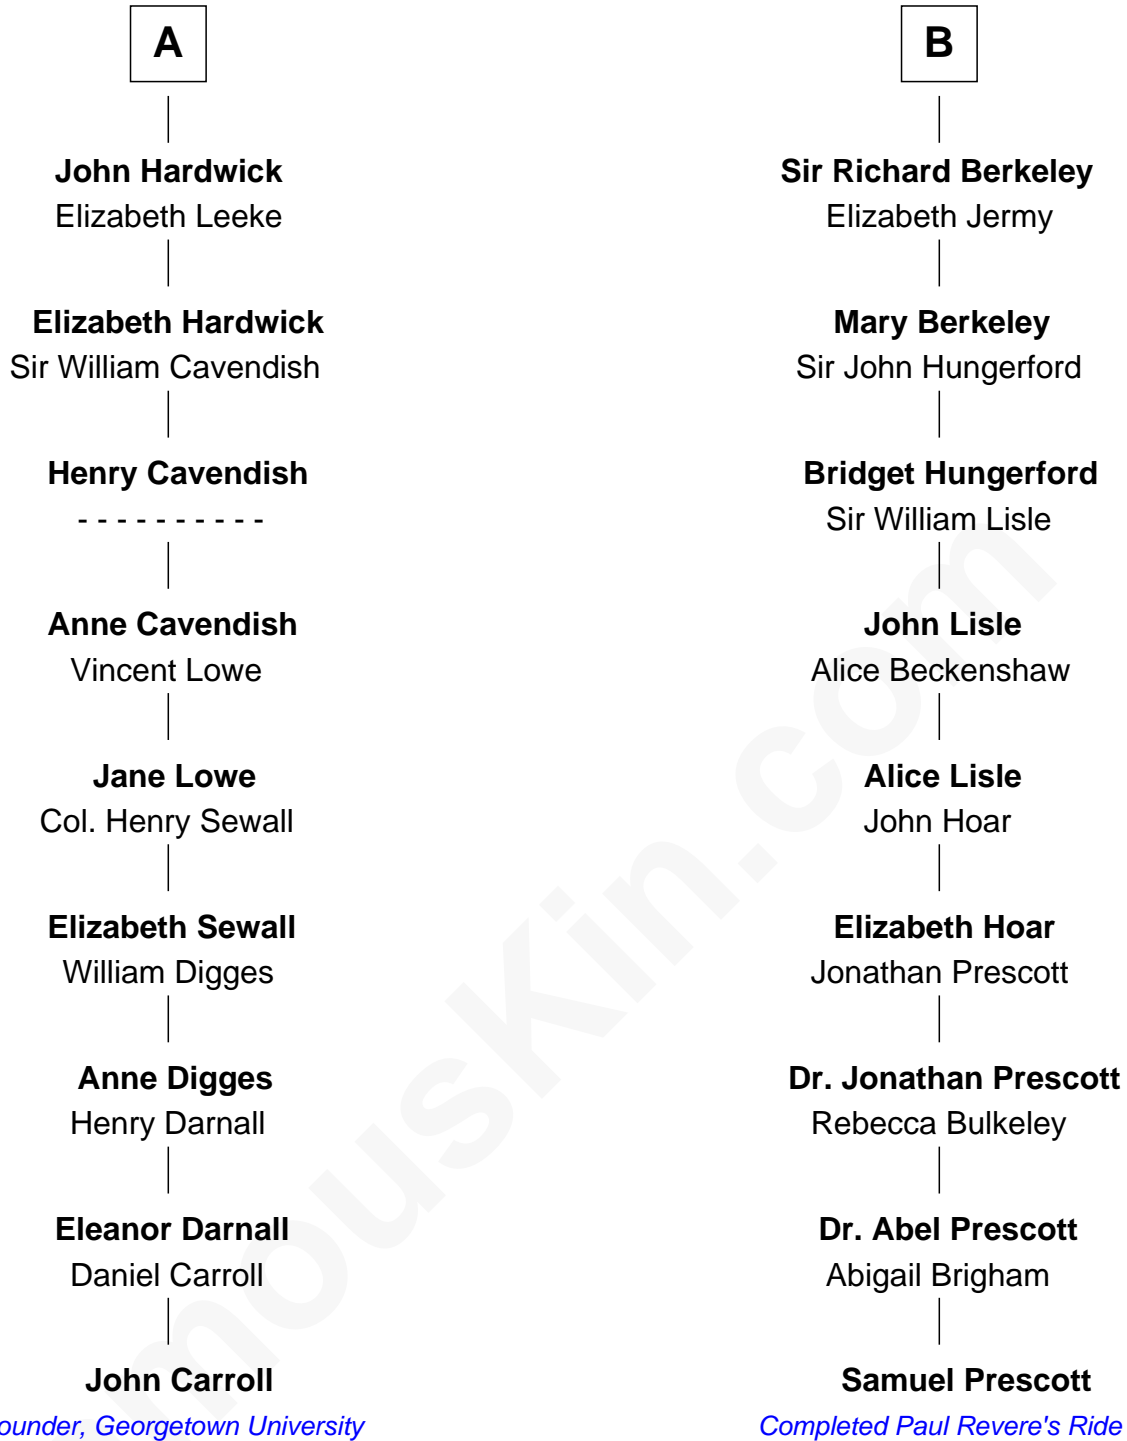 A
John Hardwick
Elizabeth Leeke
Elizabeth Hardwick
Sir William Cavendish
Henry Cavendish
- - - - - - - - - -
Anne Cavendish
Vincent Lowe
Jane Lowe
Col. Henry Sewall
Elizabeth Sewall
William Digges
Anne Digges
Henry Darnall
Eleanor Darnall
Daniel Carroll
John Carroll
ounder, Georgetown University
B
Sir Richard Berkeley
Elizabeth Jermy
Mary Berkeley
Sir John Hungerford
Bridget Hungerford
Sir William Lisle
John Lisle
Alice Beckenshaw
Alice Lisle
John Hoar
Elizabeth Hoar
Jonathan Prescott
Dr. Jonathan Prescott
Rebecca Bulkeley
Dr. Abel Prescott
Abigail Brigham
Samuel Prescott
Completed Paul Revere's Ride
mousKin.com